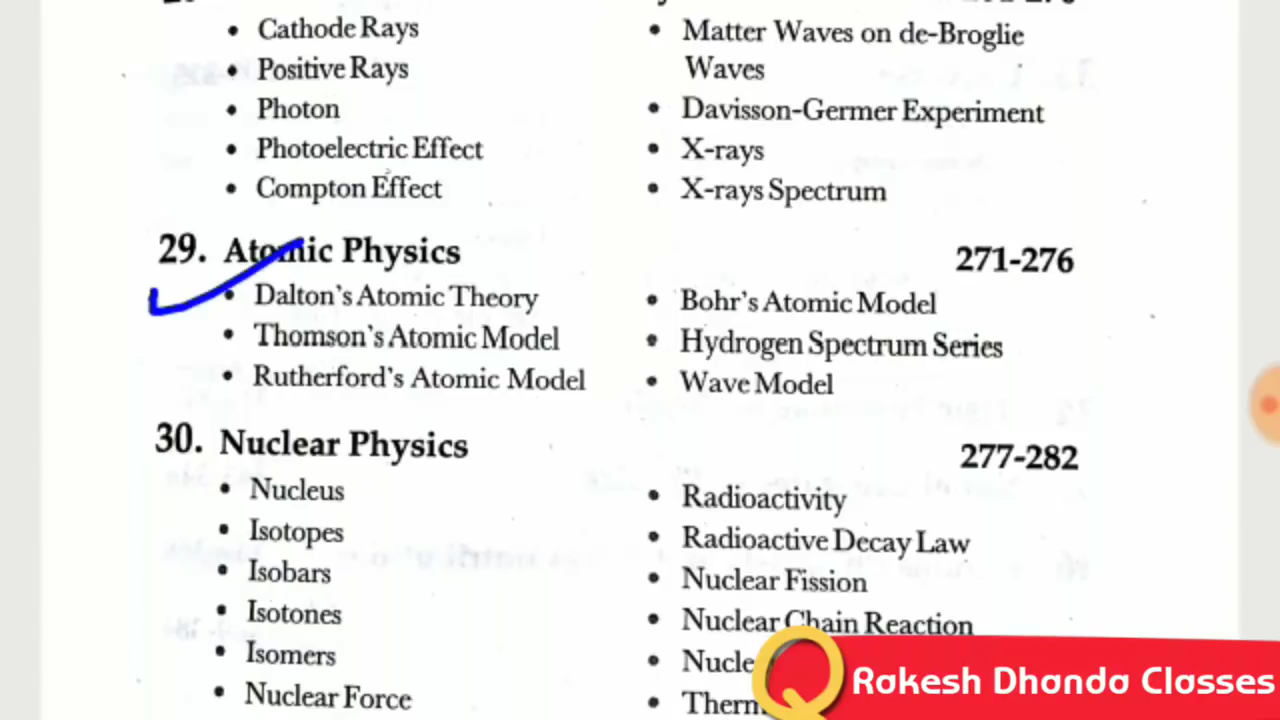 • Cathode Rays
• Positive Rays
• Photon
• Photoelectric Effect
• Compton Effect
• Matter Waves on de-Broglie
Waves
• Davisson-Germer Experiment
• X-rays
• X-rays Spectrum
29. Atomic Physics 271-276
• Dalton's Atomic Theory
• Thomson's Atomic Model
• Rutherford's Atomic Model
• Bohr's Atomic Model
• Hydrogen Spectrum Series
• Wave Model
30. Nuclear Physics 277-282
• Nucleus
• Isotopes
• Isobars
• Isotones
• Isomers
• Nuclear Force
• Radioactivity
• Radioactive Decay Law
• Nuclear Fission
• Nuclear Chain Reaction
Rakesh Dhanda Classes